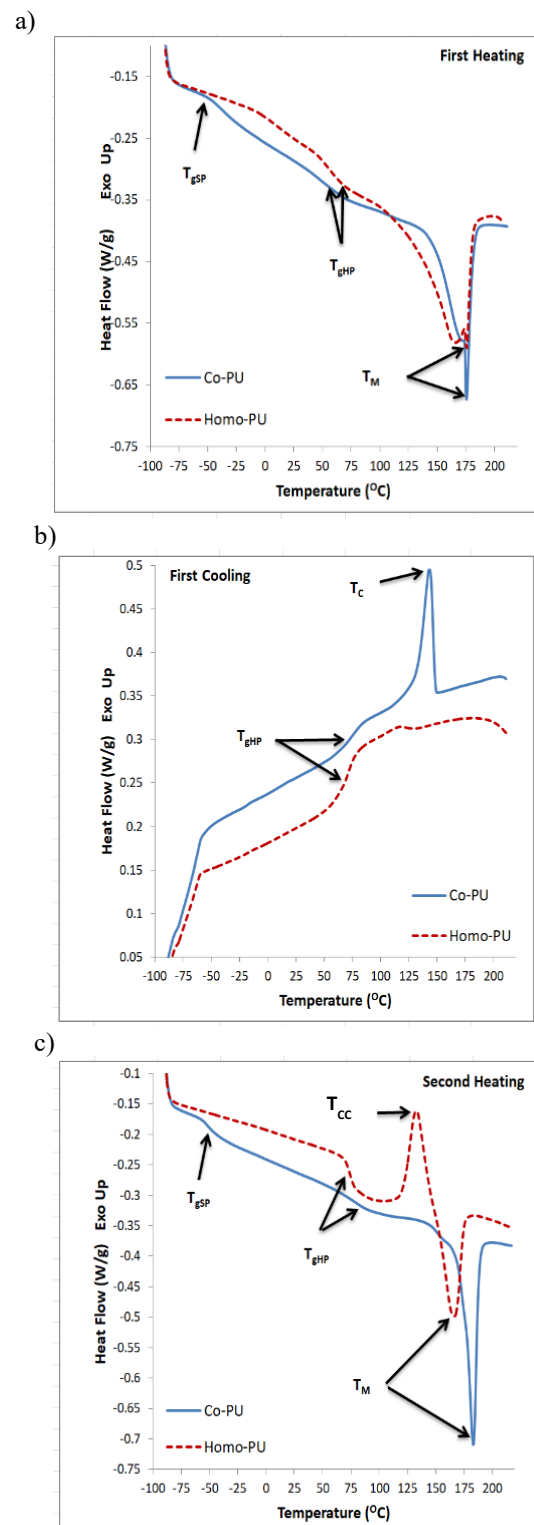 a)
First Heating
-0.15
-0.25
-0.35
-0.45
-0.55
-0.65
-0.75
Heat Flow (W/g) Exo Up
TgSP
TgHP
TM
Co-PU
Homo-PU
-100 -75 -50 -25 0 25 50 75 100 125 150 175 200
Temperature (OC)
b)
First Cooling
0.5
0.45
0.4
0.35
0.3
0.25
0.2
0.15
0.1
0.05
Heat Flow (W/g) Exo Up
TC
TgHP
Co-PU
Homo-PU
-100 -75 -50 -25 0 25 50 75 100 125 150 175 200
Temperature (OC)
c)
Second Heating
-0.1
-0.15
-0.2
-0.25
-0.3
-0.35
-0.4
-0.45
-0.5
-0.55
-0.6
-0.65
-0.7
-0.75
Heat Flow (W/g) Exo Up
TCC
TgSP
TgHP
TM
Co-PU
Homo-PU
-100 -75 -50 -25 0 25 50 75 100 125 150 175 200
Temperature (OC)